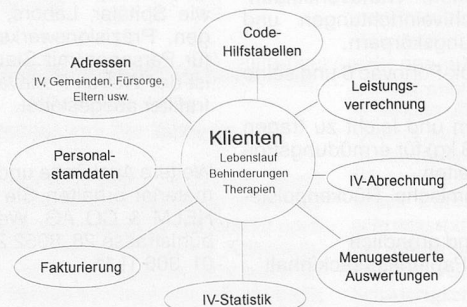 Code-
Hilfstabellen
Adressen
IV, Gemeinden, Fürsorge,
Eltern usw.
Leistungs-
verrechnung
Klienten
Lebenslauf
Behinderungen
Therapien
Personal-
stamdaten
IV-Abrechnung
Fakturierung
Menugesteuerte
Auswertungen
IV-Statistik